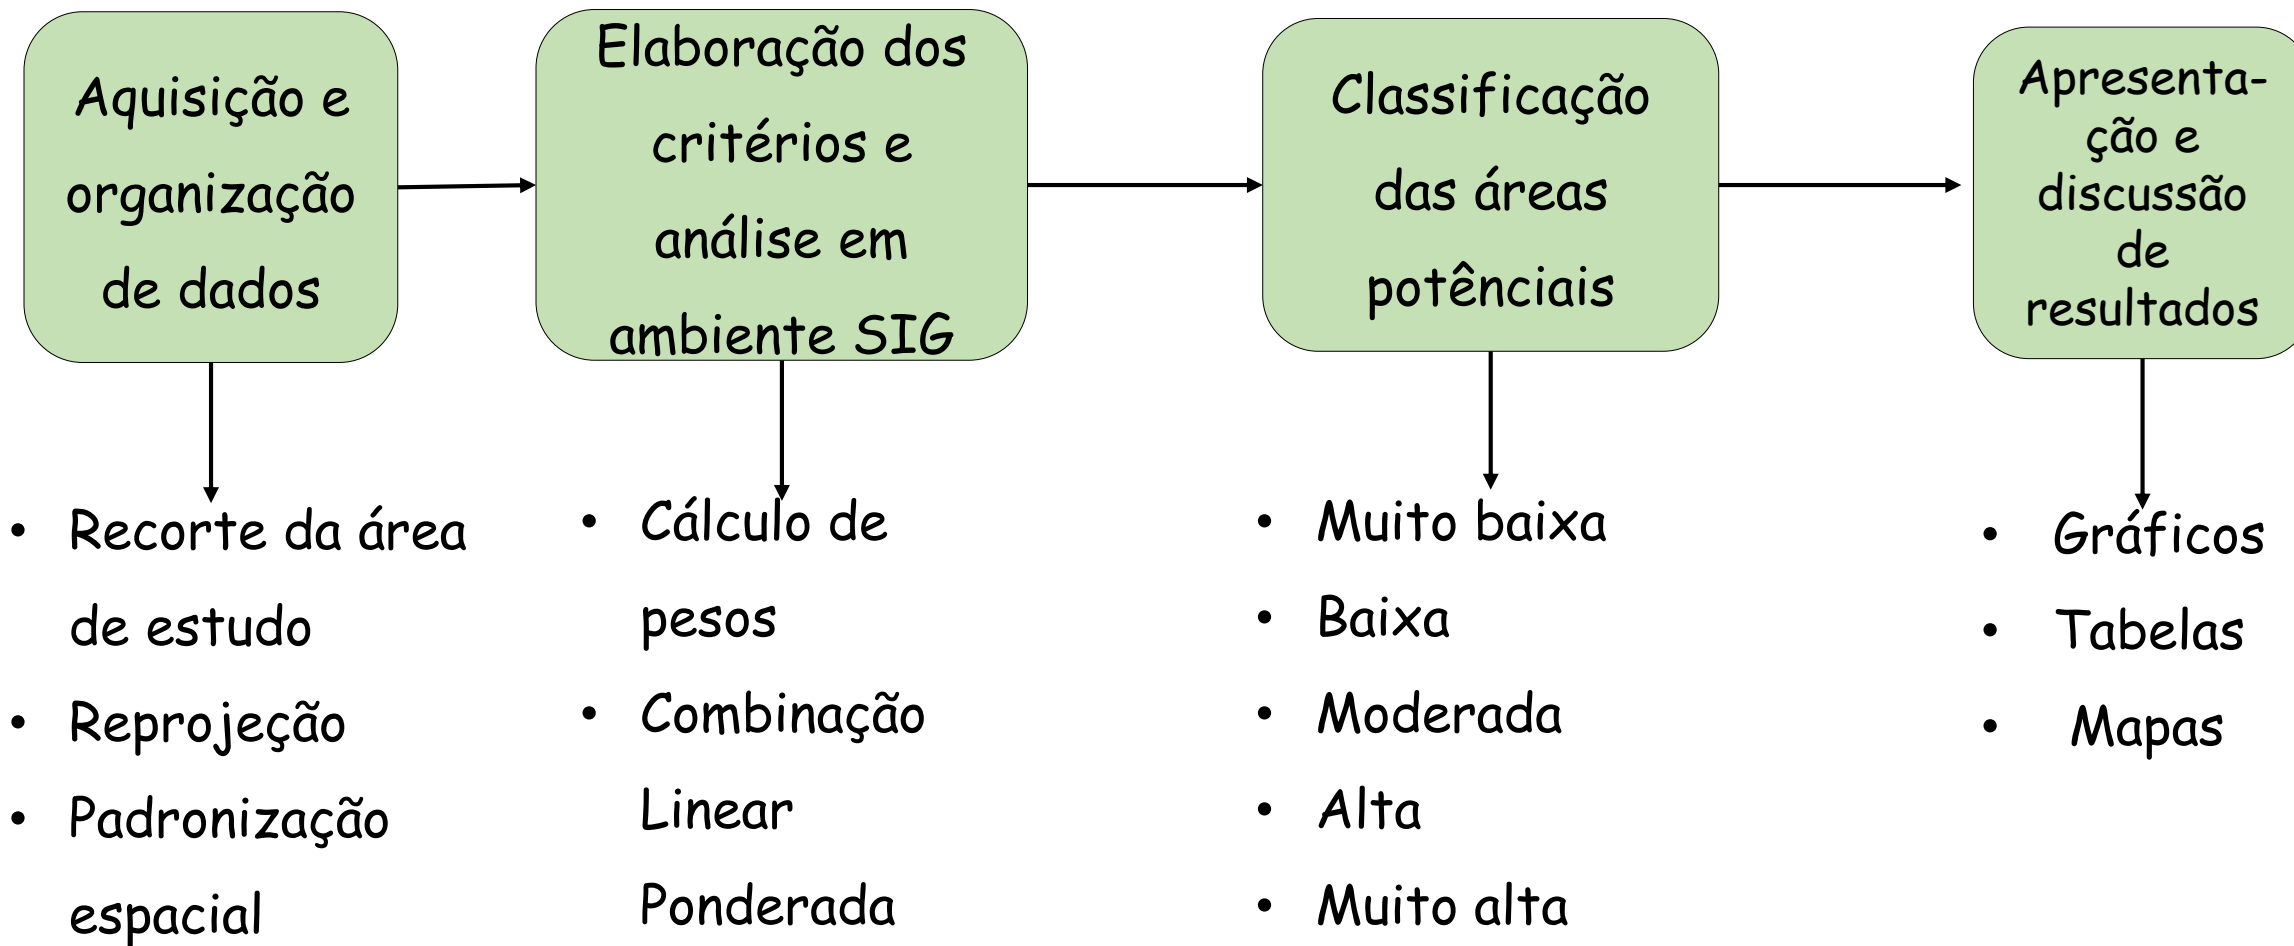 Aquisição e
organização
de dados
Elaboração dos
critérios e
análise em
ambiente SIG
Classificação
das áreas
potênciais
Apresenta-
ção e
discussão
de
resultados
• Recorte da área
de estudo
• Reprojeção
• Padronização
espacial
• Cálculo de
pesos
• Combinação
Linear
Ponderada
• Muito baixa
• Baixa
• Moderada
• Alta
• Muito alta
• Gráficos
• Tabelas
• Mapas